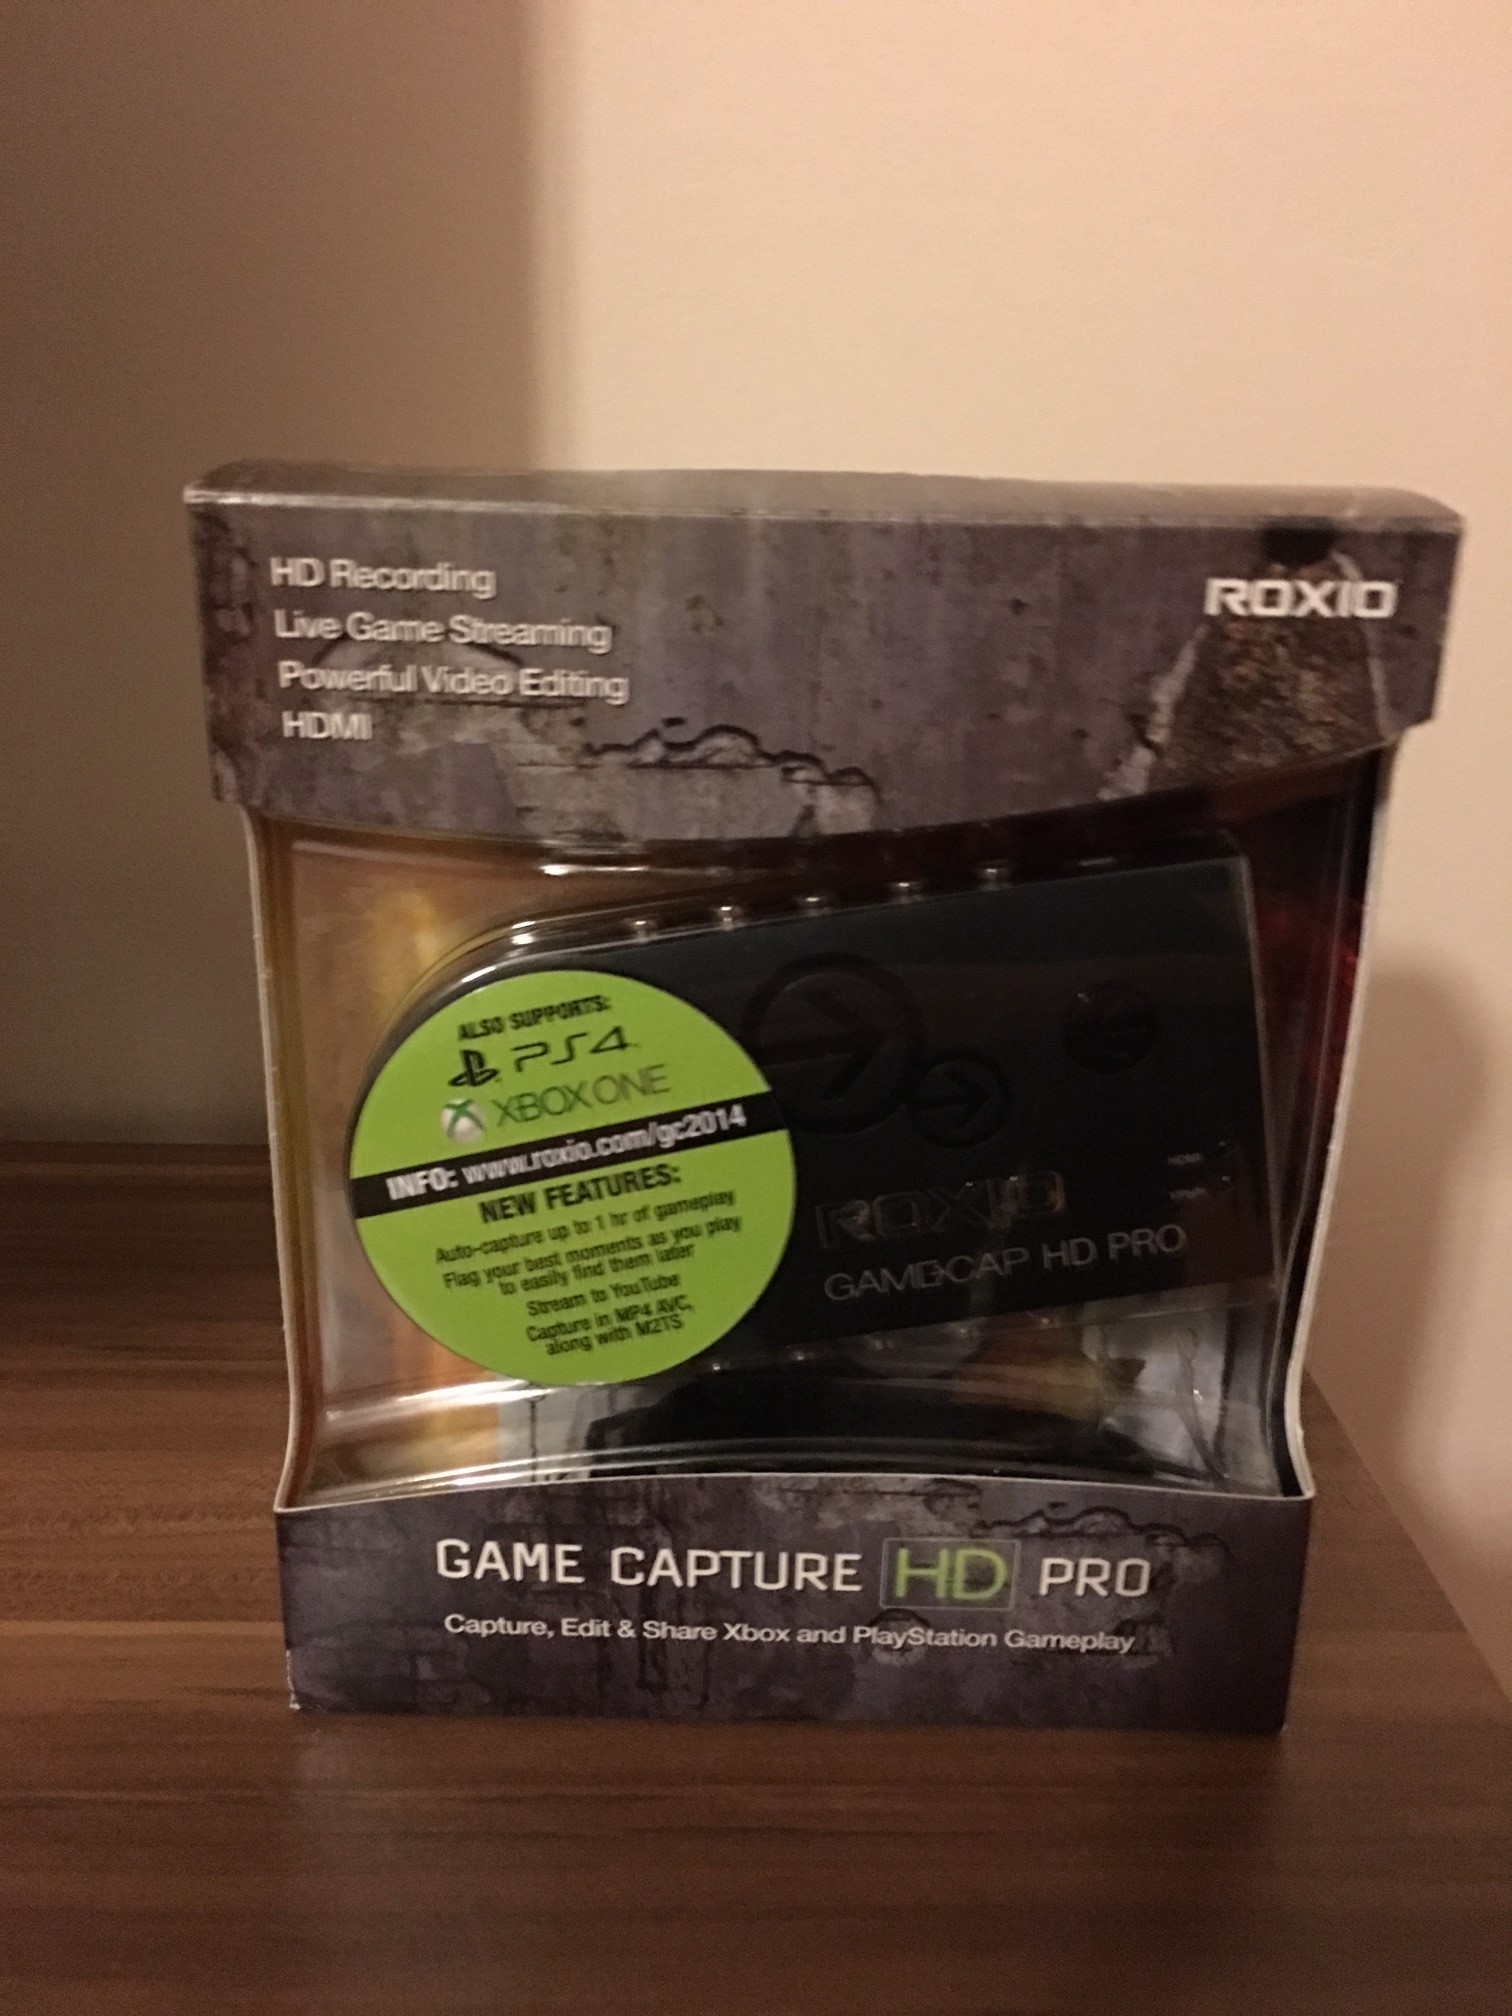 HD Recording
Live Game Streaming
Powerful Video Editing
HDMI
ROXIO
ALSO SUPPORTS:
PS4
XBOX ONE
INFO: www.roxio.com/gc2014
NEW FEATURES:
Auto-capture up to 1 hr of gameplay
Flag your best moments as you play
to easily find them later
Stream to YouTube
Capture in MP4 AVC,
along with M2TS
HDMI
YPbPr
ROXIO
GAMECAP HD PRO
GAME CAPTURE HD PRO
Capture, Edit & Share Xbox and PlayStation Gameplay